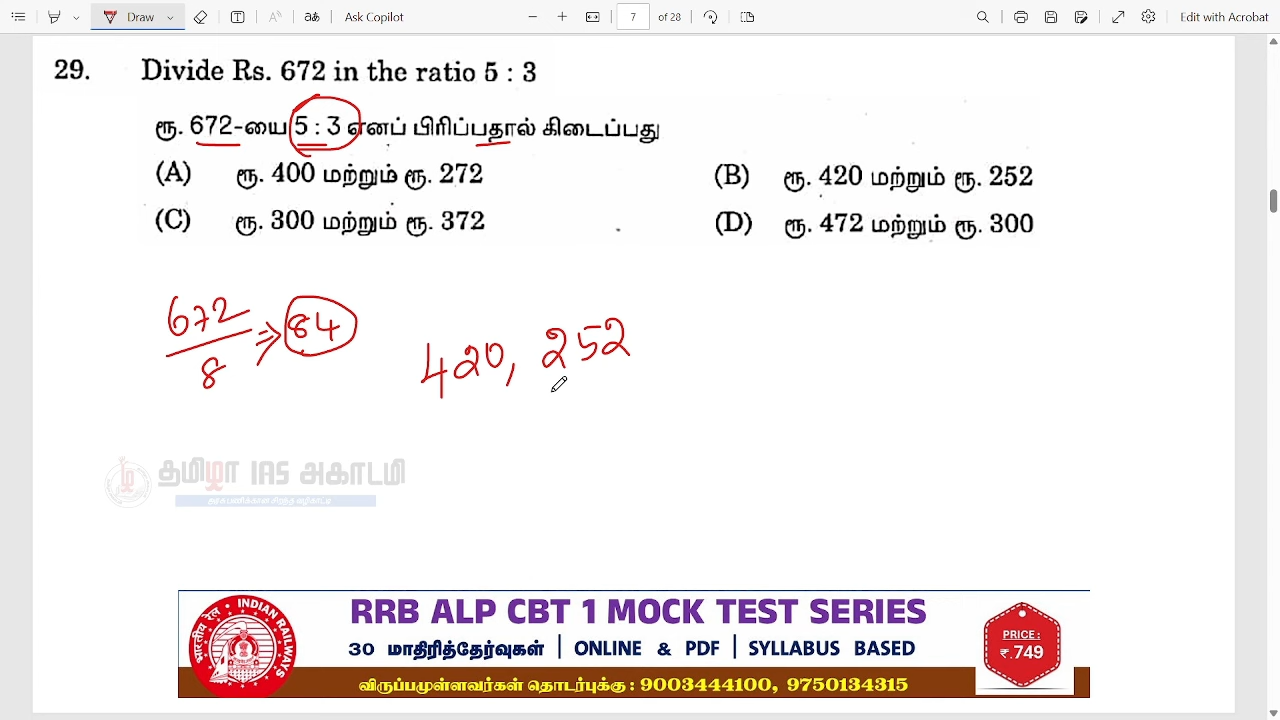 Draw
Ask Copilot
7 of 28
Edit with Acrobat
29. Divide Rs. 672 in the ratio 5 : 3
ரூ. 672-யை 5 : 3 எனப் பிரிப்பதால் கிடைப்பது
(A) ரூ. 400 மற்றும் ரூ. 272
(B) ரூ. 420 மற்றும் ரூ. 252
(C) ரூ. 300 மற்றும் ரூ. 372
(D) ரூ. 472 மற்றும் ரூ. 300
672
8
⇒ 84
420, 252
தமிழா IAS அகாடமி
INDIAN RAILWAYS
भारतीय रेल
RRB ALP CBT 1 MOCK TEST SERIES
30 மாதிரித்தேர்வுகள் | ONLINE & PDF | SYLLABUS BASED
விருப்பமுள்ளவர்கள் தொடர்புக்கு : 9003444100, 9750134315
PRICE :
₹.749